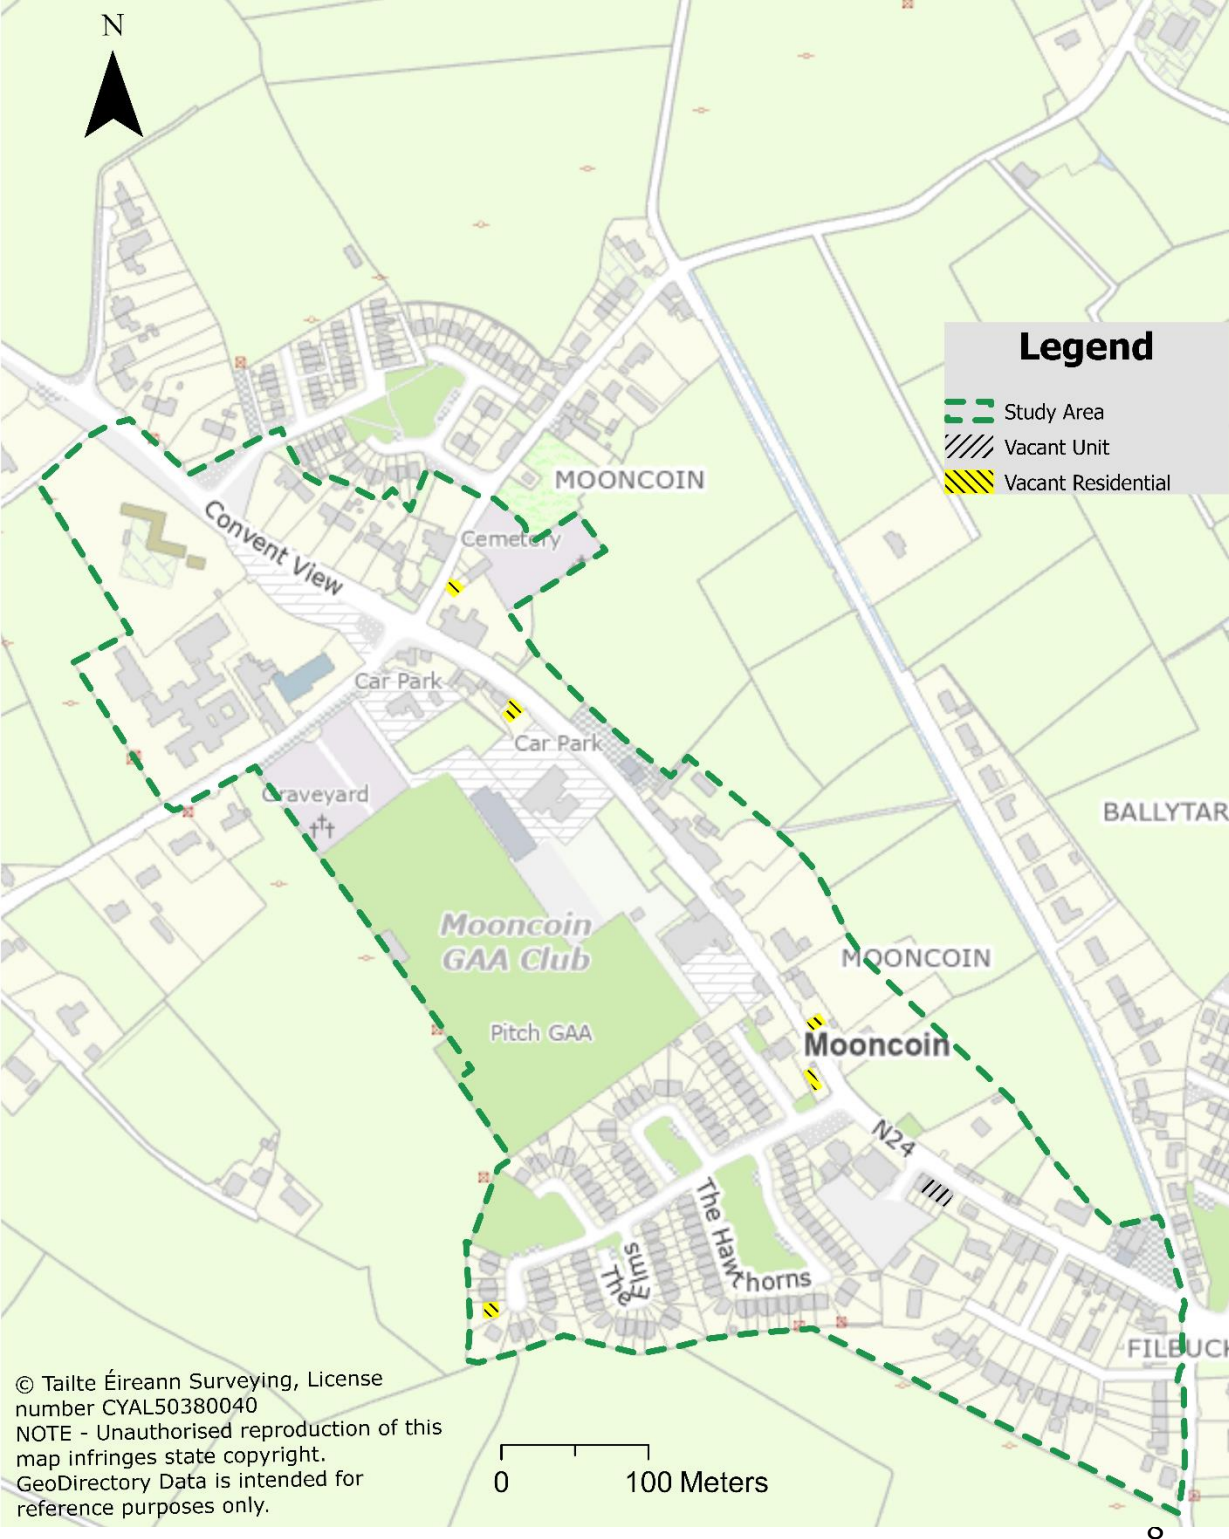 N
Legend
Study Area
Vacant Unit
Vacant Residential
MOONCOIN
Convent View
Cemetery
Car Park
Car Park
Graveyard
BALLYTAR
Mooncoin
GAA Club
MOONCOIN
Pitch GAA
Mooncoin
N24
The Hawthorns
The Elms
FILBUCK
© Tailte Éireann Surveying, License
number CYAL50380040
NOTE - Unauthorised reproduction of this
map infringes state copyright.
GeoDirectory Data is intended for
reference purposes only.
0 100 Meters